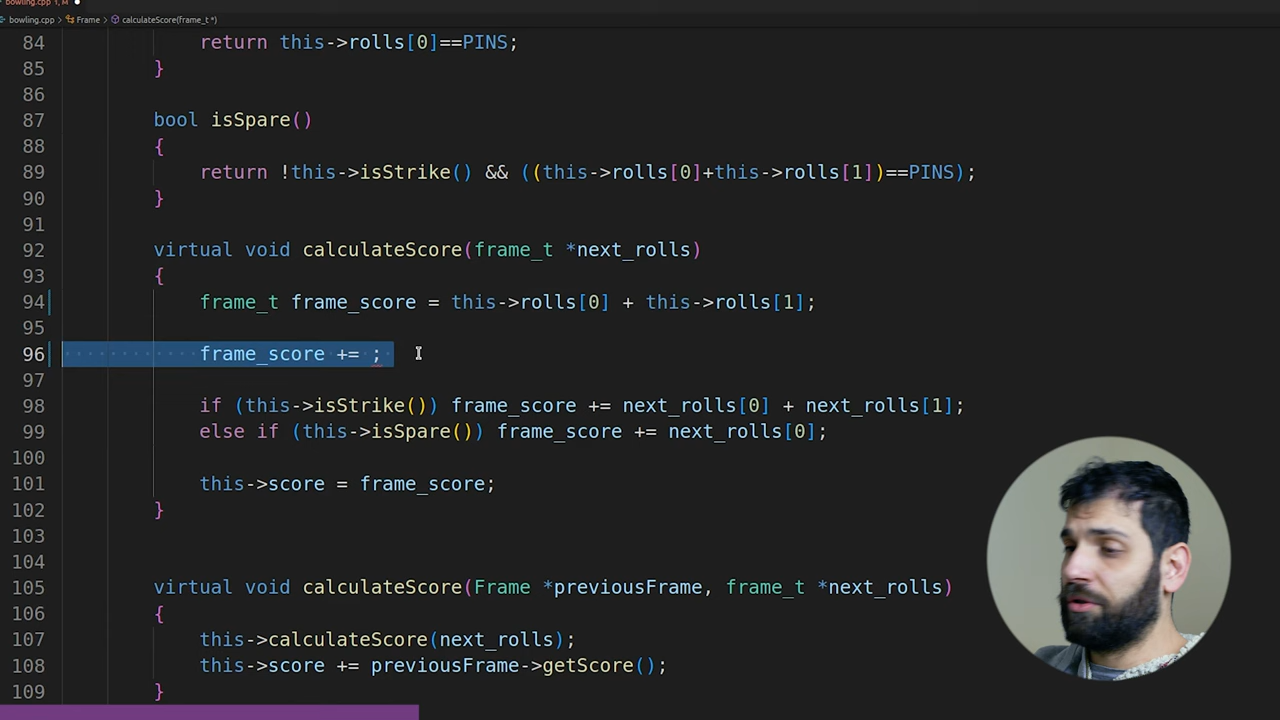 bowling.cpp 1, M
bowling.cpp > Frame > calculateScore(frame_t *)
84 return this->rolls[0]==PINS;
85 }
86
87 bool isSpare()
88 {
89 return !this->isStrike() && ((this->rolls[0]+this->rolls[1])==PINS);
90 }
91
92 virtual void calculateScore(frame_t *next_rolls)
93 {
94 frame_t frame_score = this->rolls[0] + this->rolls[1];
95
96 frame_score += ;
97
98 if (this->isStrike()) frame_score += next_rolls[0] + next_rolls[1];
99 else if (this->isSpare()) frame_score += next_rolls[0];
100
101 this->score = frame_score;
102 }
103
104
105 virtual void calculateScore(Frame *previousFrame, frame_t *next_rolls)
106 {
107 this->calculateScore(next_rolls);
108 this->score += previousFrame->getScore();
109 }